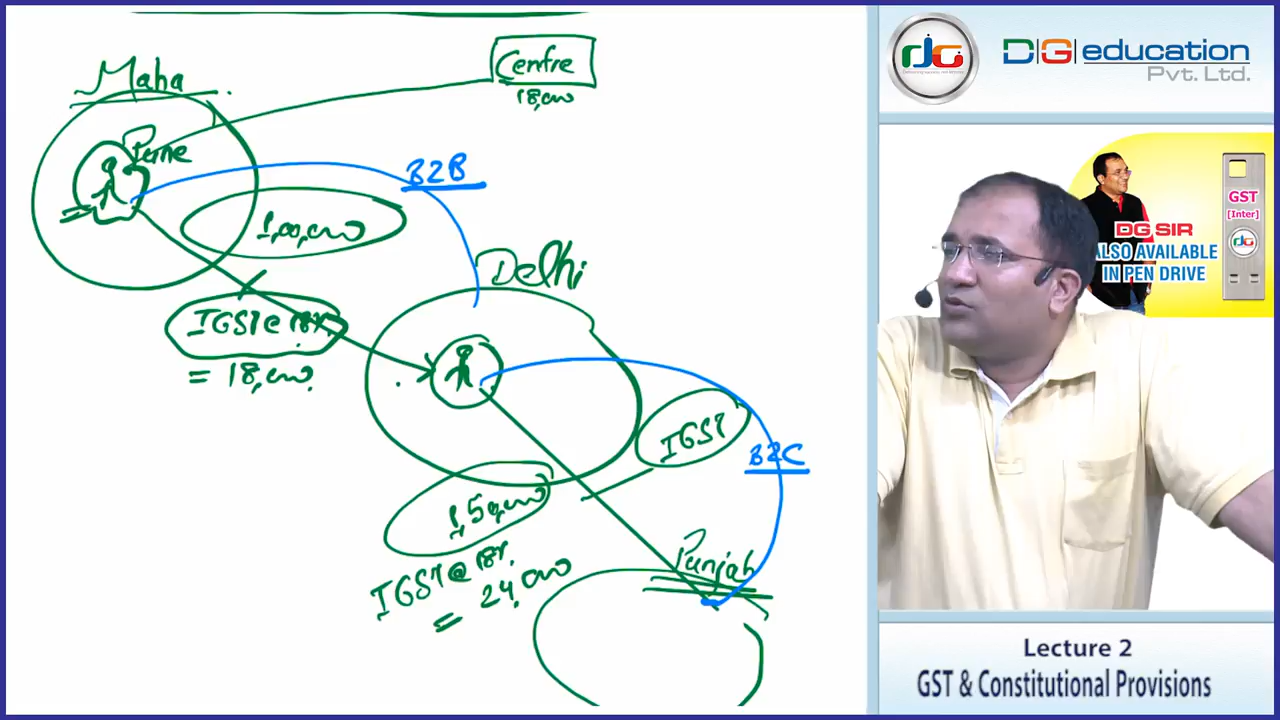 Maha
Centre
18,000
Pune
B2B
1,00,000
Delhi
IGST @ 18%
= 18,000
IGST
B2C
1,50,000
IGST @ 18%
= 24,000
Punjab
D|G education
Pvt. Ltd.
GST
[Inter]
DG SIR
ALSO AVAILABLE
IN PEN DRIVE
Lecture 2
GST & Constitutional Provisions